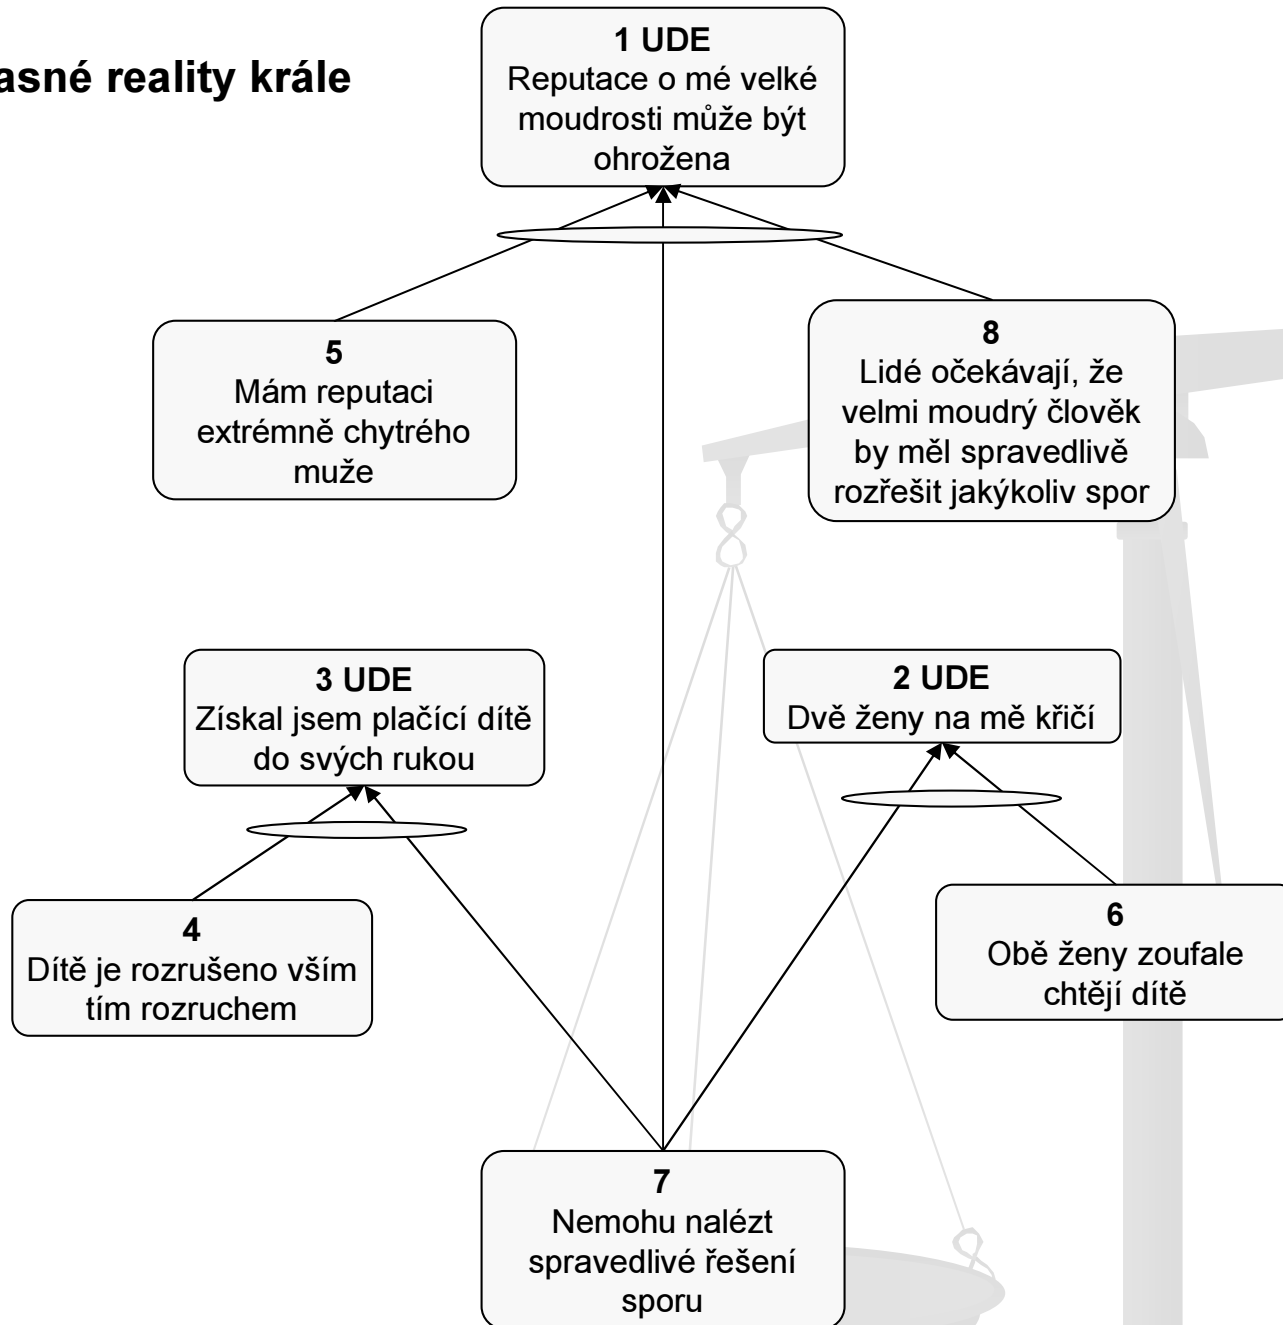 reality krále
1 UDE
Reputace o mé velké
moudrosti může být
ohrožena
5
Mám reputaci
extrémně chytrého
muže
8
Lidé očekávají, že
velmi moudrý člověk
by měl spravedlivě
rozřešit jakýkoliv spor
3 UDE
Získal jsem plačící dítě
do svých rukou
2 UDE
Dvě ženy na mě křičí
4
Dítě je rozrušeno vším
tím rozruchem
6
Obě ženy zoufale
chtějí dítě
7
Nemohu nalézt
spravedlivé řešení
sporu